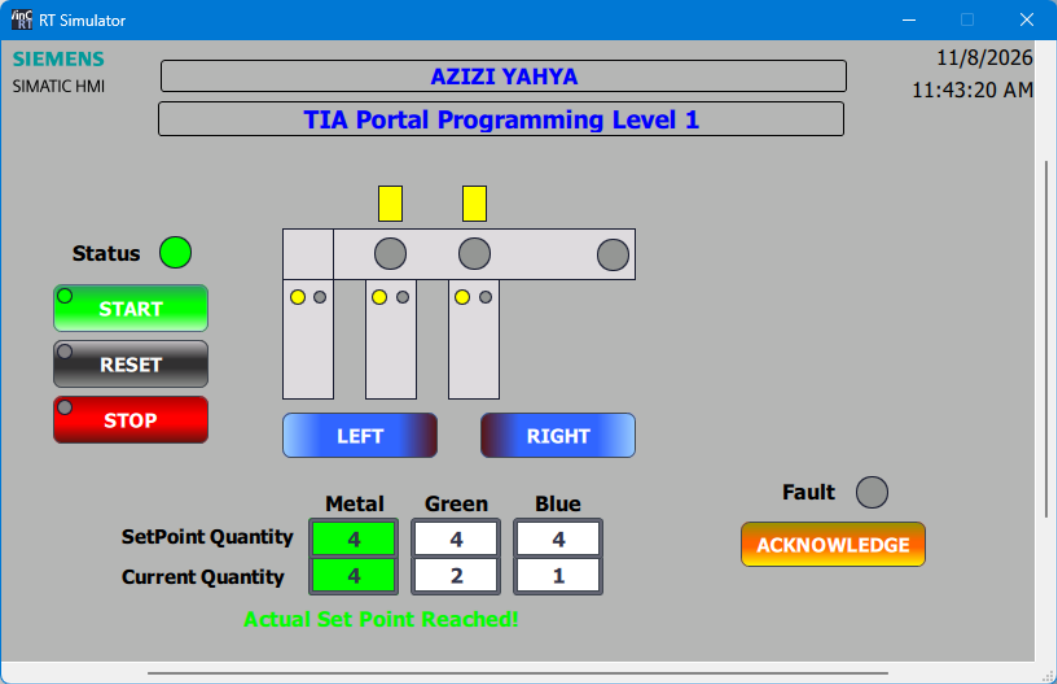 RT Simulator
SIEMENS
SIMATIC HMI
AZIZI YAHYA
11/8/2026
11:43:20 AM
TIA Portal Programming Level 1
Status
START
RESET
STOP
LEFT
RIGHT
Metal Green Blue
SetPoint Quantity 4 4 4
Current Quantity 4 2 1
Actual Set Point Reached!
Fault
ACKNOWLEDGE